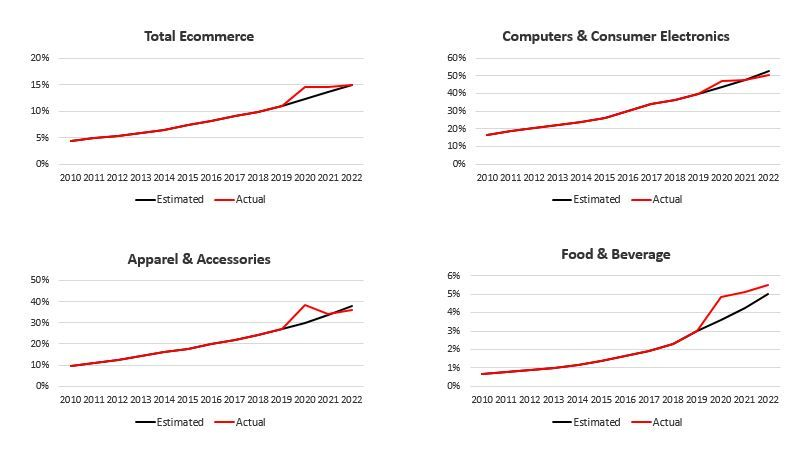 Total Ecommerce
20%
15%
10%
5%
0%
2010 2011 2012 2013 2014 2015 2016 2017 2018 2019 2020 2021 2022
Estimated Actual
Computers & Consumer Electronics
60%
50%
40%
30%
20%
10%
0%
2010 2011 2012 2013 2014 2015 2016 2017 2018 2019 2020 2021 2022
Estimated Actual
Apparel & Accessories
50%
40%
30%
20%
10%
0%
2010 2011 2012 2013 2014 2015 2016 2017 2018 2019 2020 2021 2022
Estimated Actual
Food & Beverage
6%
5%
4%
3%
2%
1%
0%
2010 2011 2012 2013 2014 2015 2016 2017 2018 2019 2020 2021 2022
Estimated Actual